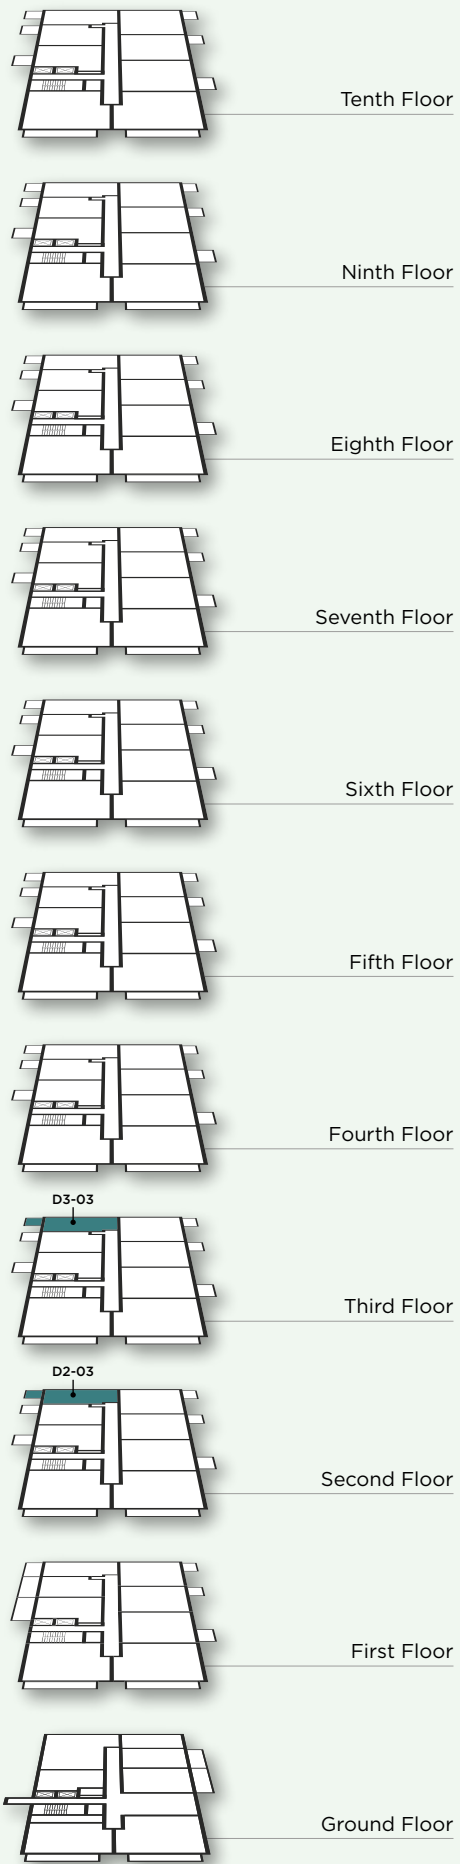 Tenth Floor
Ninth Floor
Eighth Floor
Seventh Floor
Sixth Floor
Fifth Floor
Fourth Floor
D3-03
Third Floor
D2-03
Second Floor
First Floor
Ground Floor